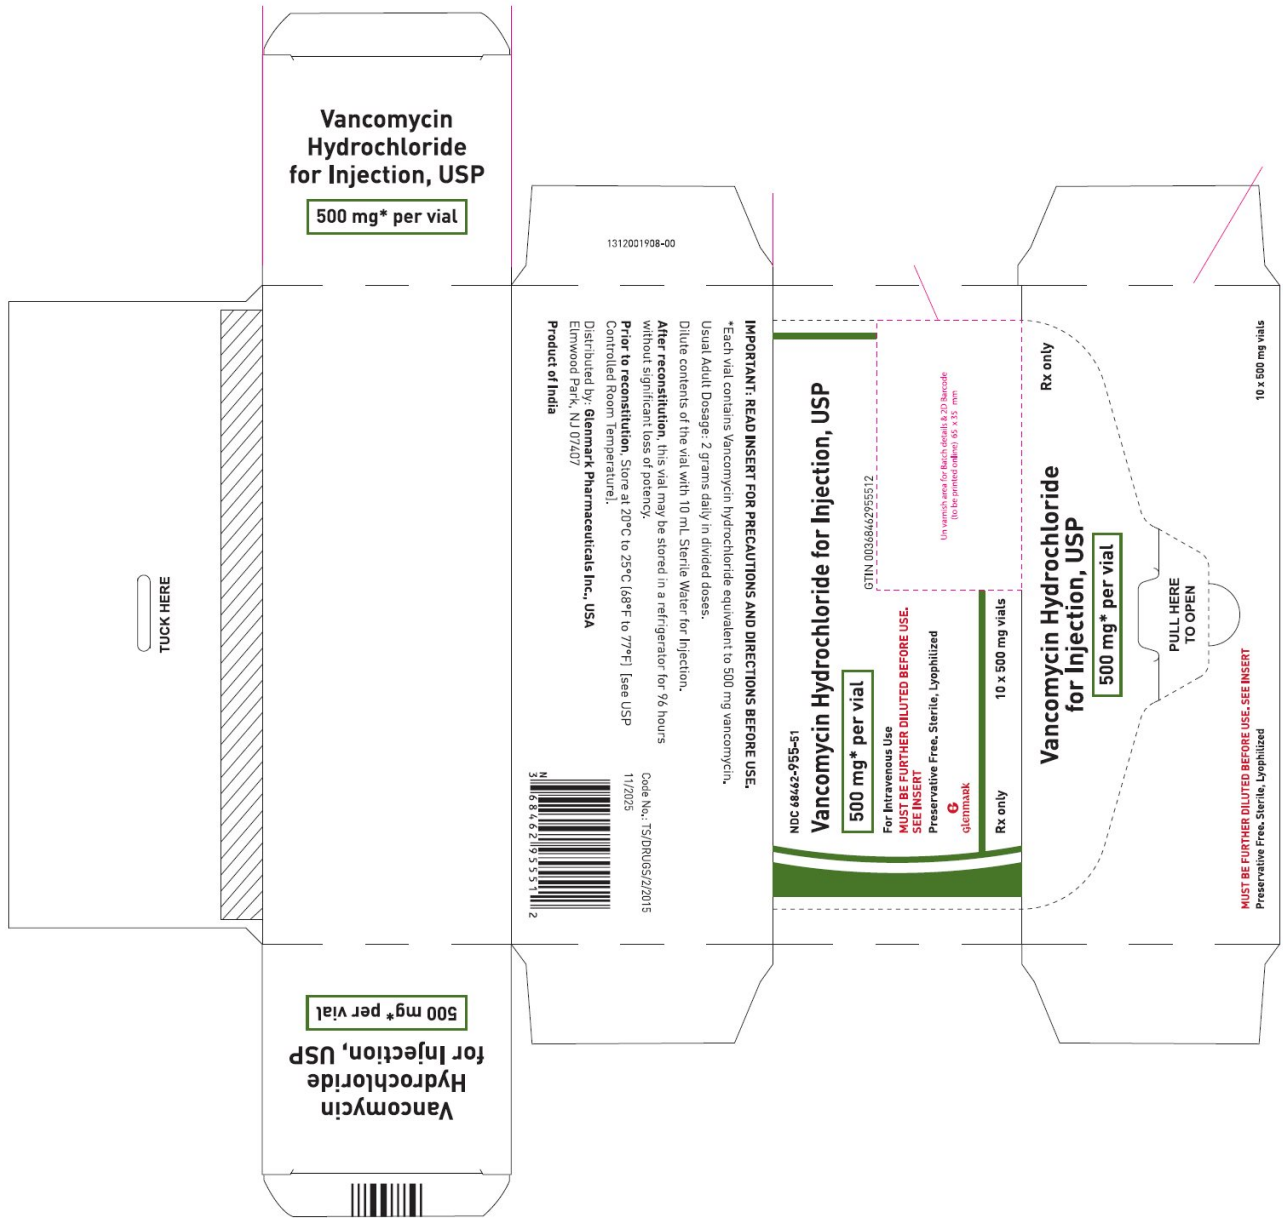 Vancomycin
Hydrochloride
for Injection, USP
500 mg* per vial
1312001908-00
TUCK HERE
IMPORTANT: READ INSERT FOR PRECAUTIONS AND DIRECTIONS BEFORE USE.
*Each vial contains Vancomycin hydrochloride equivalent to 500 mg vancomycin.
Usual Adult Dosage: 2 grams daily in divided doses.
Dilute contents of the vial with 10 mL Sterile Water for Injection.
After reconstitution, this vial may be stored in a refrigerator for 96 hours
without significant loss of potency.
Prior to reconstitution, Store at 20°C to 25°C (68°F to 77°F) [see USP
Controlled Room Temperature].
Distributed by: Glenmark Pharmaceuticals Inc., USA
Elmwood Park, NJ 07407
Product of India
Code No.: TS/DRUGS/2/2015
11/2025
N
3 68462 95551 2
NDC 68462-955-51
Vancomycin Hydrochloride for Injection, USP
500 mg* per vial
For Intravenous Use
MUST BE FURTHER DILUTED BEFORE USE.
SEE INSERT
Preservative Free. Sterile, Lyophilized
G
glenmark
Rx only 10 x 500 mg vials
GTIN 00368462955512
Un varnish area for Batch details & 2D Barcode
(to be printed online) 65 x 35 mm
Rx only
Vancomycin Hydrochloride
for Injection, USP
500 mg* per vial
PULL HERE
TO OPEN
MUST BE FURTHER DILUTED BEFORE USE. SEE INSERT
Preservative Free. Sterile, Lyophilized
10 x 500 mg vials
Vancomycin
Hydrochloride
for Injection, USP
500 mg* per vial